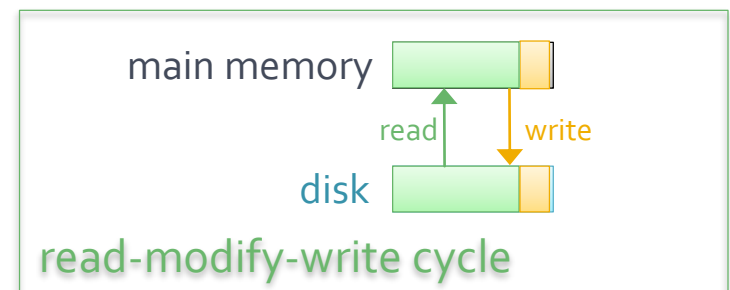 main memory
read write
disk
read-modify-write cycle